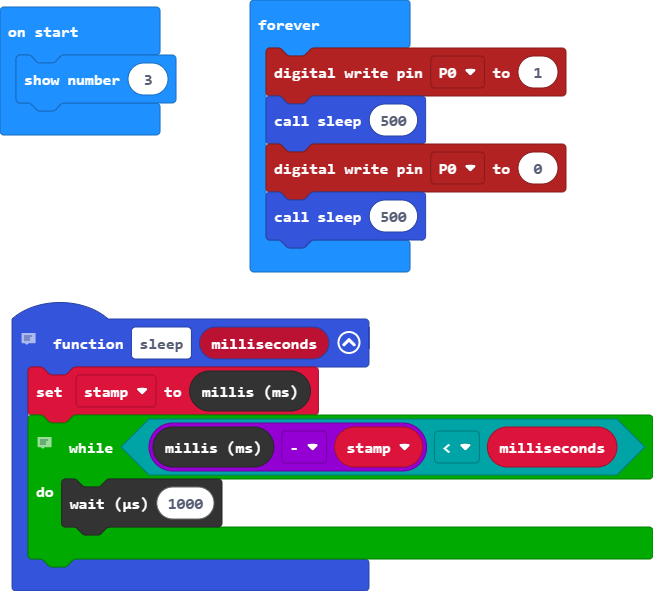 on start
show number 3
forever
digital write pin P0 to 1
call sleep 500
digital write pin P0 to 0
call sleep 500
function sleep milliseconds
set stamp to millis (ms)
while millis (ms) - stamp < milliseconds
do
wait (µs) 1000